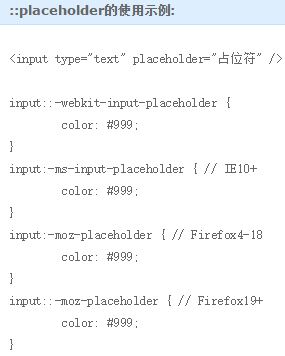 ::placeholder的使用示例:
<input type="text" placeholder="占位符" />
input::-webkit-input-placeholder {
color: #999;
}
input:-ms-input-placeholder { // IE10+
color: #999;
}
input:-moz-placeholder { // Firefox4-18
color: #999;
}
input::-moz-placeholder { // Firefox19+
color: #999;
}